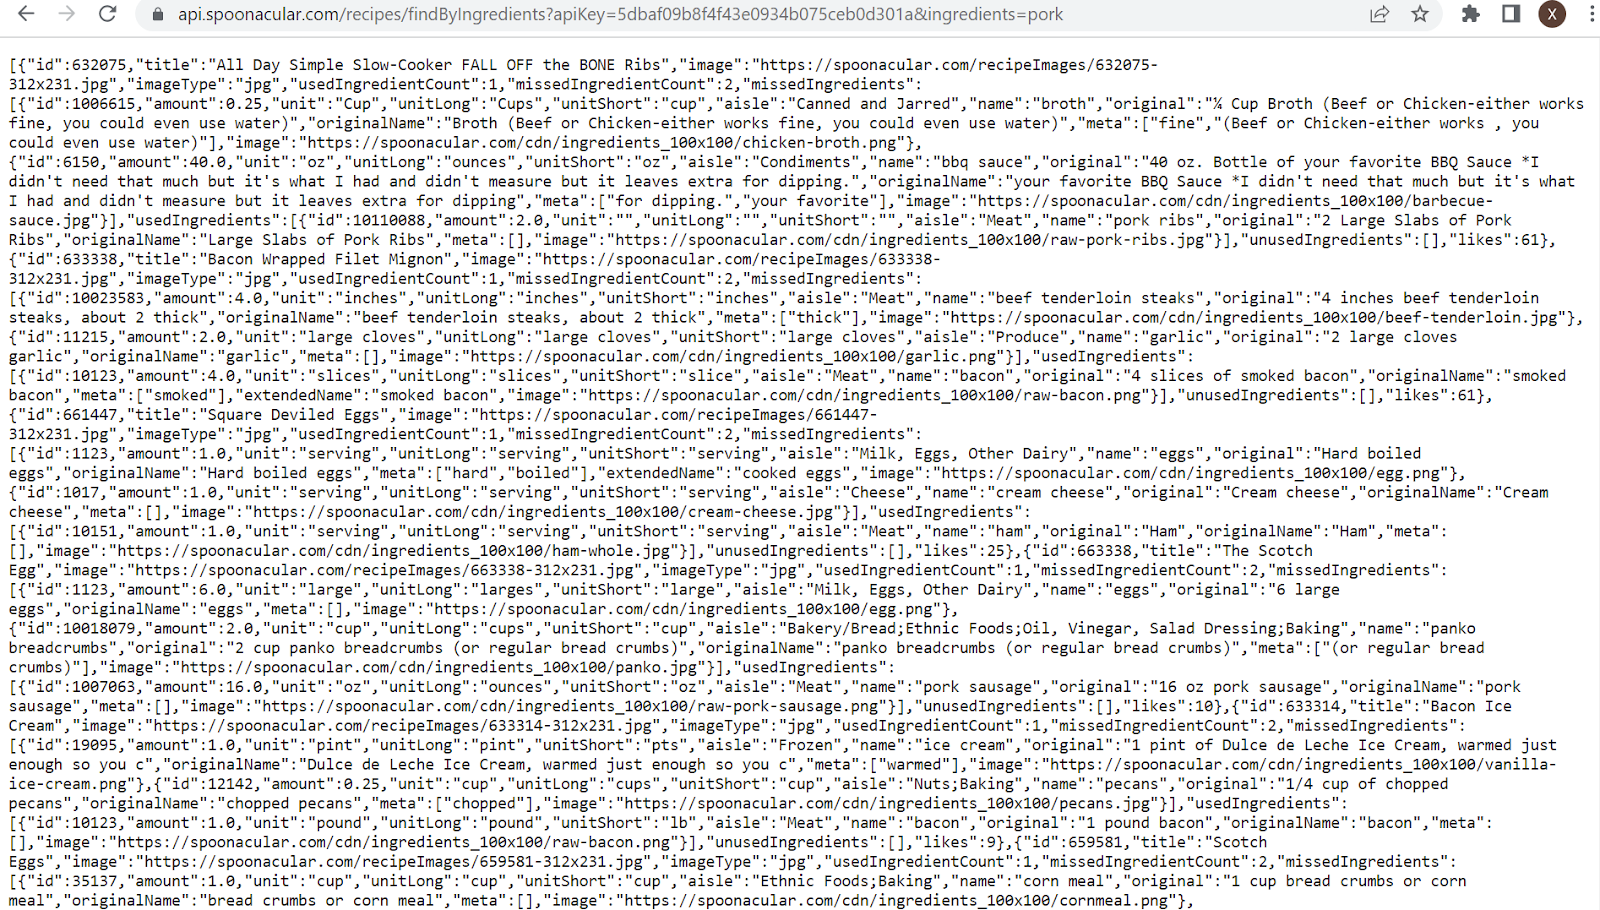 api.spoonacular.com/recipes/findByIngredients?apiKey=5dbaf09b8f4f43e0934b075ceb0d301a&ingredients=pork
X
[{"id":632075,"title":"All Day Simple Slow-Cooker FALL OFF the BONE Ribs","image":"https://spoonacular.com/recipeImages/632075-
312x231.jpg","imageType":"jpg","usedIngredientCount":1,"missedIngredientCount":2,"missedIngredients":
[{"id":1006615,"amount":0.25,"unit":"Cup","unitLong":"Cups","unitShort":"cup","aisle":"Canned and Jarred","name":"broth","original":"¼ Cup Broth (Beef or Chicken-either works
fine, you could even use water)","originalName":"Broth (Beef or Chicken-either works fine, you could even use water)","meta":["fine","(Beef or Chicken-either works , you
could even use water)"],"image":"https://spoonacular.com/cdn/ingredients_100x100/chicken-broth.png"},
{"id":6150,"amount":40.0,"unit":"oz","unitLong":"ounces","unitShort":"oz","aisle":"Condiments","name":"bbq sauce","original":"40 oz. Bottle of your favorite BBQ Sauce *I
didn't need that much but it's what I had and didn't measure but it leaves extra for dipping.","originalName":"your favorite BBQ Sauce *I didn't need that much but it's what
I had and didn't measure but it leaves extra for dipping","meta":["for dipping.","your favorite"],"image":"https://spoonacular.com/cdn/ingredients_100x100/barbecue-
sauce.jpg"}],"usedIngredients":[{"id":10110088,"amount":2.0,"unit":"","unitLong":"","unitShort":"","aisle":"Meat","name":"pork ribs","original":"2 Large Slabs of Pork
Ribs","originalName":"Large Slabs of Pork Ribs","meta":[],"image":"https://spoonacular.com/cdn/ingredients_100x100/raw-pork-ribs.jpg"}],"unusedIngredients":[],"likes":61},
{"id":633338,"title":"Bacon Wrapped Filet Mignon","image":"https://spoonacular.com/recipeImages/633338-
312x231.jpg","imageType":"jpg","usedIngredientCount":1,"missedIngredientCount":2,"missedIngredients":
[{"id":10023583,"amount":4.0,"unit":"inches","unitLong":"inches","unitShort":"inches","aisle":"Meat","name":"beef tenderloin steaks","original":"4 inches beef tenderloin
steaks, about 2 thick","originalName":"beef tenderloin steaks, about 2 thick","meta":["thick"],"image":"https://spoonacular.com/cdn/ingredients_100x100/beef-tenderloin.jpg"},
{"id":11215,"amount":2.0,"unit":"large cloves","unitLong":"large cloves","unitShort":"large cloves","aisle":"Produce","name":"garlic","original":"2 large cloves
garlic","originalName":"garlic","meta":[],"image":"https://spoonacular.com/cdn/ingredients_100x100/garlic.png"}],"usedIngredients":
[{"id":10123,"amount":4.0,"unit":"slices","unitLong":"slices","unitShort":"slice","aisle":"Meat","name":"bacon","original":"4 slices of smoked bacon","originalName":"smoked
bacon","meta":["smoked"],"extendedName":"smoked bacon","image":"https://spoonacular.com/cdn/ingredients_100x100/raw-bacon.png"}],"unusedIngredients":[],"likes":61},
{"id":661447,"title":"Square Deviled Eggs","image":"https://spoonacular.com/recipeImages/661447-
312x231.jpg","imageType":"jpg","usedIngredientCount":1,"missedIngredientCount":2,"missedIngredients":
[{"id":1123,"amount":1.0,"unit":"serving","unitLong":"serving","unitShort":"serving","aisle":"Milk, Eggs, Other Dairy","name":"eggs","original":"Hard boiled
eggs","originalName":"Hard boiled eggs","meta":["hard","boiled"],"extendedName":"cooked eggs","image":"https://spoonacular.com/cdn/ingredients_100x100/egg.png"},
{"id":1017,"amount":1.0,"unit":"serving","unitLong":"serving","unitShort":"serving","aisle":"Cheese","name":"cream cheese","original":"Cream cheese","originalName":"Cream
cheese","meta":[],"image":"https://spoonacular.com/cdn/ingredients_100x100/cream-cheese.jpg"}],"usedIngredients":
[{"id":10151,"amount":1.0,"unit":"serving","unitLong":"serving","unitShort":"serving","aisle":"Meat","name":"ham","original":"Ham","originalName":"Ham","meta":
[],"image":"https://spoonacular.com/cdn/ingredients_100x100/ham-whole.jpg"}],"unusedIngredients":[],"likes":25},{"id":663338,"title":"The Scotch
Egg","image":"https://spoonacular.com/recipeImages/663338-312x231.jpg","imageType":"jpg","usedIngredientCount":1,"missedIngredientCount":2,"missedIngredients":
[{"id":1123,"amount":6.0,"unit":"large","unitLong":"larges","unitShort":"large","aisle":"Milk, Eggs, Other Dairy","name":"eggs","original":"6 large
eggs","originalName":"eggs","meta":[],"image":"https://spoonacular.com/cdn/ingredients_100x100/egg.png"},
{"id":10018079,"amount":2.0,"unit":"cup","unitLong":"cups","unitShort":"cup","aisle":"Bakery/Bread;Ethnic Foods;Oil, Vinegar, Salad Dressing;Baking","name":"panko
breadcrumbs","original":"2 cup panko breadcrumbs (or regular bread crumbs)","originalName":"panko breadcrumbs (or regular bread crumbs)","meta":["(or regular bread
crumbs)"],"image":"https://spoonacular.com/cdn/ingredients_100x100/panko.jpg"}],"usedIngredients":
[{"id":1007063,"amount":16.0,"unit":"oz","unitLong":"ounces","unitShort":"oz","aisle":"Meat","name":"pork sausage","original":"16 oz pork sausage","originalName":"pork
sausage","meta":[],"image":"https://spoonacular.com/cdn/ingredients_100x100/raw-pork-sausage.png"}],"unusedIngredients":[],"likes":10},{"id":633314,"title":"Bacon Ice
Cream","image":"https://spoonacular.com/recipeImages/633314-312x231.jpg","imageType":"jpg","usedIngredientCount":1,"missedIngredientCount":2,"missedIngredients":
[{"id":19095,"amount":1.0,"unit":"pint","unitLong":"pint","unitShort":"pts","aisle":"Frozen","name":"ice cream","original":"1 pint of Dulce de Leche Ice Cream, warmed just
enough so you c","originalName":"Dulce de Leche Ice Cream, warmed just enough so you c","meta":["warmed"],"image":"https://spoonacular.com/cdn/ingredients_100x100/vanilla-
ice-cream.png"},{"id":12142,"amount":0.25,"unit":"cup","unitLong":"cups","unitShort":"cup","aisle":"Nuts;Baking","name":"pecans","original":"1/4 cup of chopped
pecans","originalName":"chopped pecans","meta":["chopped"],"image":"https://spoonacular.com/cdn/ingredients_100x100/pecans.jpg"}],"usedIngredients":
[{"id":10123,"amount":1.0,"unit":"pound","unitLong":"pound","unitShort":"lb","aisle":"Meat","name":"bacon","original":"1 pound bacon","originalName":"bacon","meta":
[],"image":"https://spoonacular.com/cdn/ingredients_100x100/raw-bacon.png"}],"unusedIngredients":[],"likes":9},{"id":659581,"title":"Scotch
Eggs","image":"https://spoonacular.com/recipeImages/659581-312x231.jpg","imageType":"jpg","usedIngredientCount":1,"missedIngredientCount":2,"missedIngredients":
[{"id":35137,"amount":1.0,"unit":"cup","unitLong":"cup","unitShort":"cup","aisle":"Ethnic Foods;Baking","name":"corn meal","original":"1 cup bread crumbs or corn
meal","originalName":"bread crumbs or corn meal","meta":[],"image":"https://spoonacular.com/cdn/ingredients_100x100/cornmeal.png"},